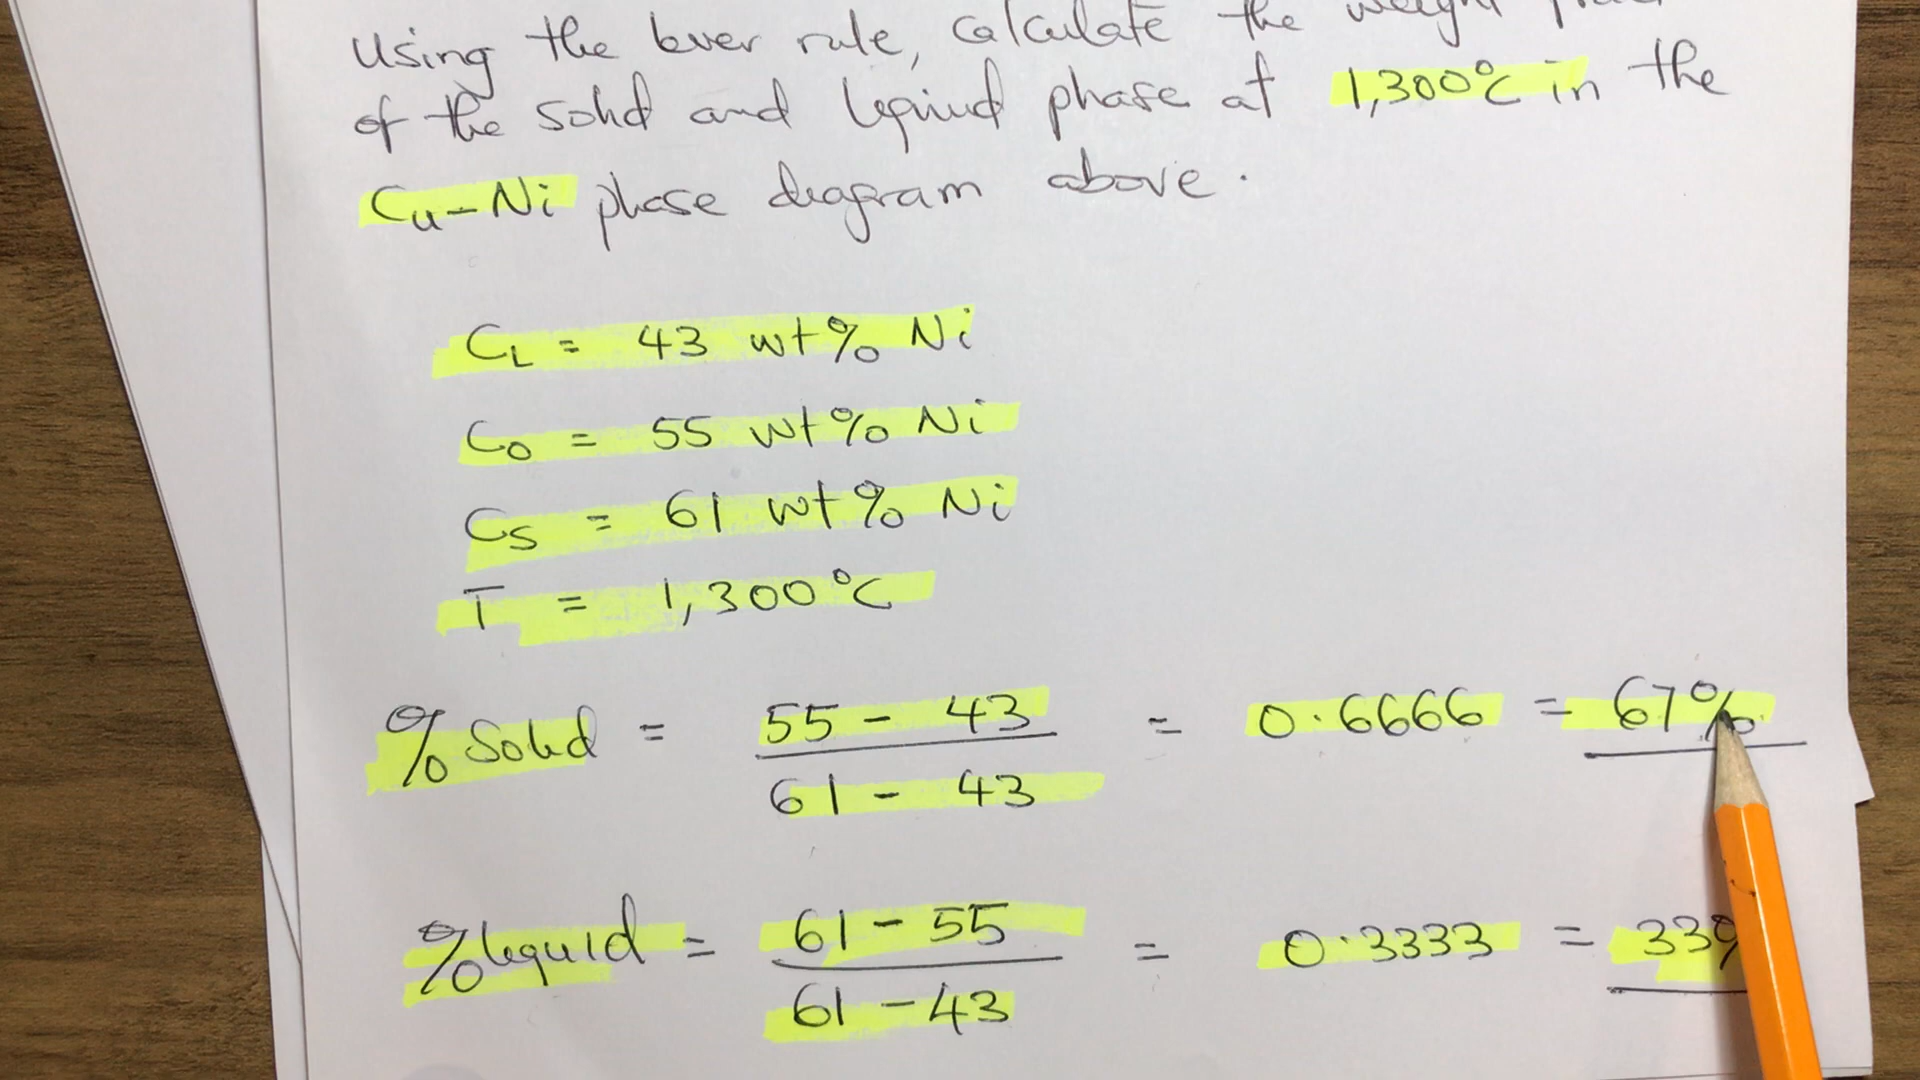 Using the lever rule, calculate the weight
of the solid and liquid phase at 1,300°C in the
Cu-Ni phase diagram above.
CL = 43 wt% Ni
Co = 55 wt% Ni
Cs = 61 wt% Ni
T = 1,300°C
% Solid = 55 - 43 / 61 - 43 = 0.6666 = 67%
% liquid = 61 - 55 / 61 - 43 = 0.3333 = 33%